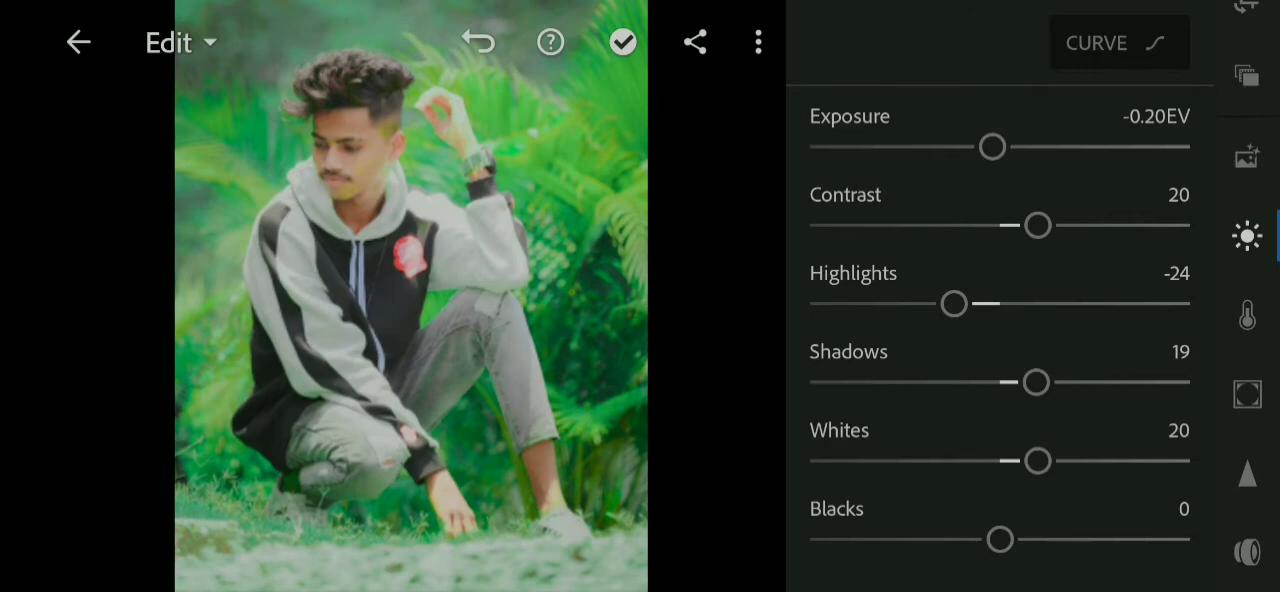 Edit
CURVE
Exposure -0.20EV
Contrast 20
Highlights -24
Shadows 19
Whites 20
Blacks 0